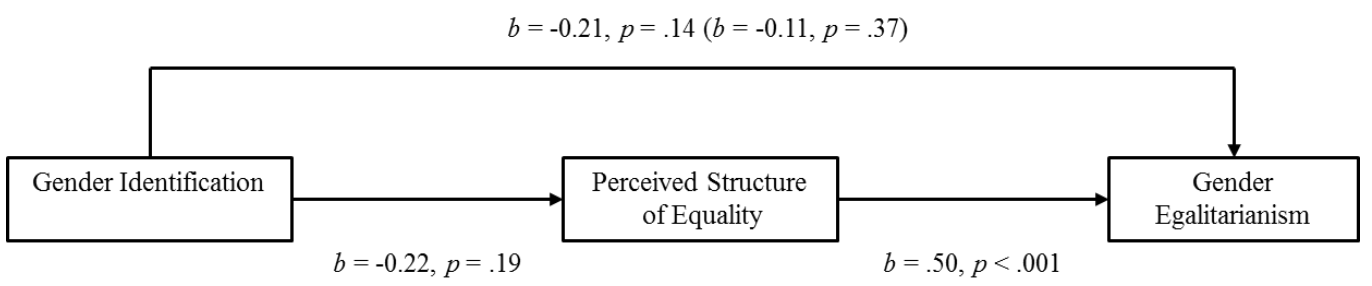 b = -0.21, p = .14 (b = -0.11, p = .37)
Gender Identification
Perceived Structure
of Equality
Gender
Egalitarianism
b = -0.22, p = .19
b = .50, p < .001